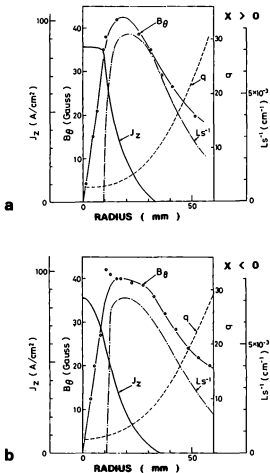 X > 0
Bθ
q
Jz
Ls⁻¹
100
40
30
20
10
30
20
10
0
5×10⁻³
0
Jz ( A/cm² )
Bθ (Gauss)
q
Ls⁻¹ (cm⁻¹)
0
50
RADIUS ( mm )
a
X < 0
Bθ
q
Jz
Ls⁻¹
100
40
30
20
10
30
20
10
0
5×10⁻³
0
Jz ( A/cm² )
Bθ (Gauss)
q
Ls⁻¹ (cm⁻¹)
0
50
RADIUS ( mm )
b